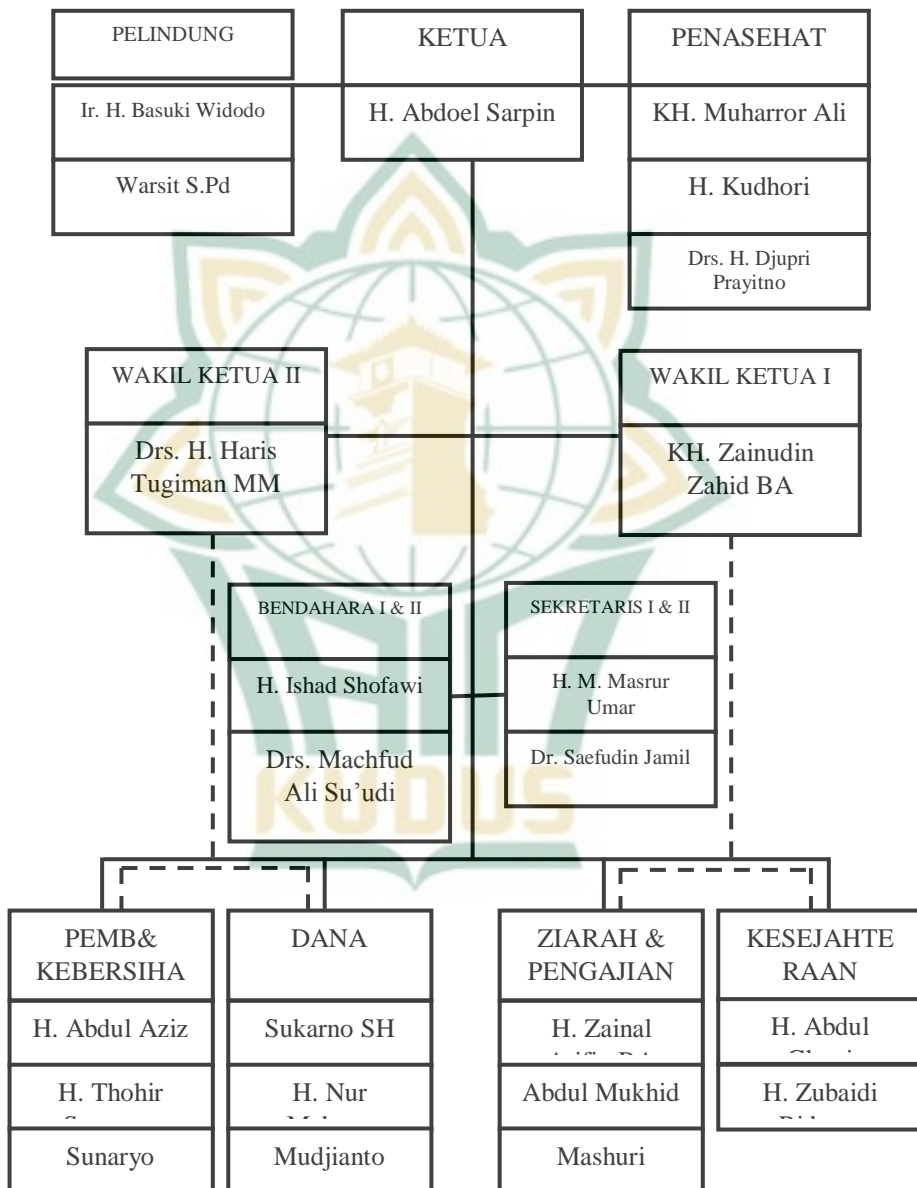 PELINDUNG
Ir. H. Basuki Widodo
Warsit S.Pd
KETUA
H. Abdoel Sarpin
PENASEHAT
KH. Muharror Ali
H. Kudhori
Drs. H. Djupri
Prayitno
WAKIL KETUA II
Drs. H. Haris
Tugiman MM
WAKIL KETUA I
KH. Zainudin
Zahid BA
BENDAHARA I & II
H. Ishad Shofawi
Drs. Machfud
Ali Su’udi
SEKRETARIS I & II
H. M. Masrur
Umar
Dr. Saefudin Jamil
KUDUS
PEMB&
KEBERSIHA
H. Abdul Aziz
H. Thohir
Sunaryo
DANA
Sukarno SH
H. Nur
Mudjianto
ZIARAH &
PENGAJIAN
H. Zainal
Abdul Mukhid
Mashuri
KESEJAHTE
RAAN
H. Abdul
H. Zubaidi